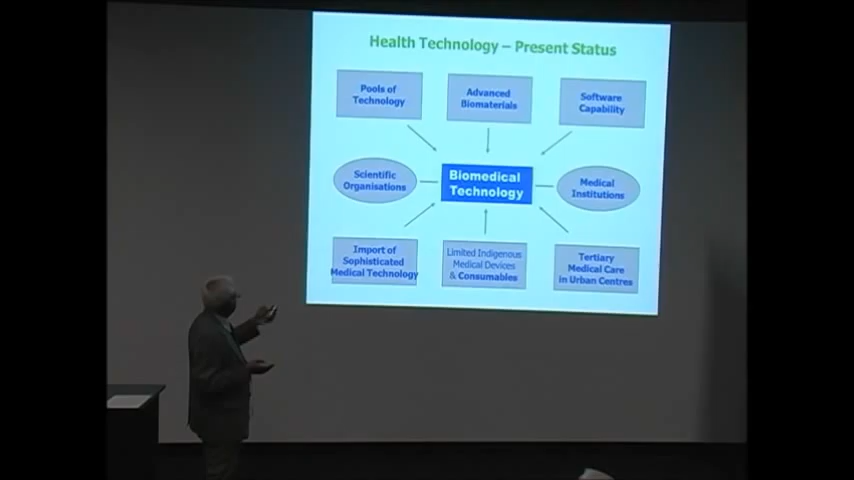 Health Technology – Present Status
Pools of
Technology
Advanced
Biomaterials
Software
Capability
Scientific
Organisations
Biomedical
Technology
Medical
Institutions
Import of
Sophisticated
Medical Technology
Limited Indigenous
Medical Devices
& Consumables
Tertiary
Medical Care
in Urban Centres